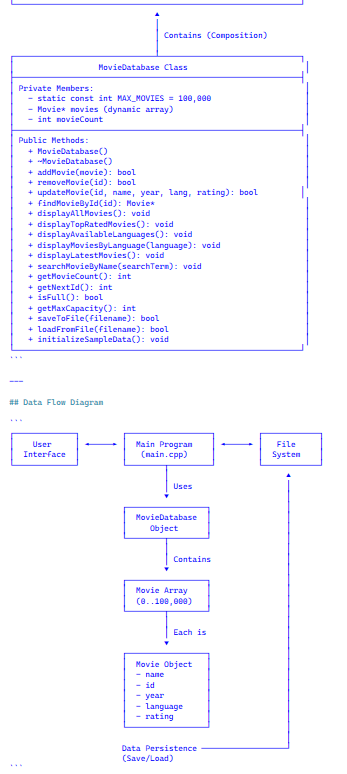 Contains (Composition)
MovieDatabase Class
Private Members:
- static const int MAX_MOVIES = 100,000
- Movie* movies (dynamic array)
- int movieCount
Public Methods:
+ MovieDatabase()
+ ~MovieDatabase()
+ addMovie(movie): bool
+ removeMovie(id): bool
+ updateMovie(id, name, year, lang, rating): bool
+ findMovieById(id): Movie*
+ displayAllMovies(): void
+ displayTopRatedMovies(): void
+ displayAvailableLanguages(): void
+ displayMoviesByLanguage(language): void
+ displayLatestMovies(): void
+ searchMovieByName(searchTerm): void
+ getMovieCount(): int
+ getNextId(): int
+ isFull(): bool
+ getMaxCapacity(): int
+ saveToFile(filename): bool
+ loadFromFile(filename): bool
+ initializeSampleData(): void
```
---
## Data Flow Diagram
```
User Interface
Main Program (main.cpp)
File System
Uses
MovieDatabase
Object
Contains
Movie Array
(0..100,000)
Each is
Movie Object
- name
- id
- year
- language
- rating
Data Persistence
(Save/Load)
```